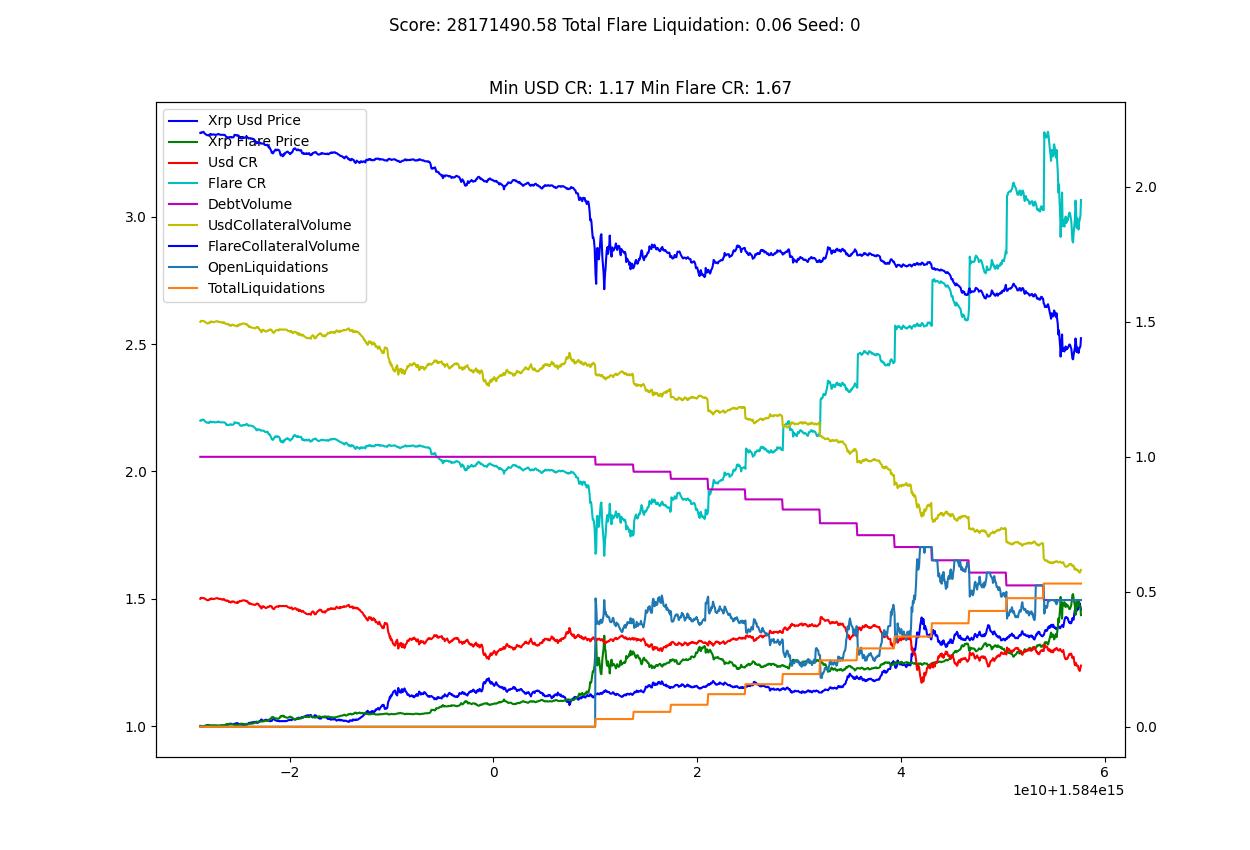 Score: 28171490.58 Total Flare Liquidation: 0.06 Seed: 0
Min USD CR: 1.17 Min Flare CR: 1.67
Xrp Usd Price
Xrp Flare Price
Usd CR
Flare CR
DebtVolume
UsdCollateralVolume
FlareCollateralVolume
OpenLiquidations
TotalLiquidations
3.0
2.5
2.0
1.5
1.0
2.0
1.5
1.0
0.5
0.0
−2 0 2 4 6
1e10+1.584e15